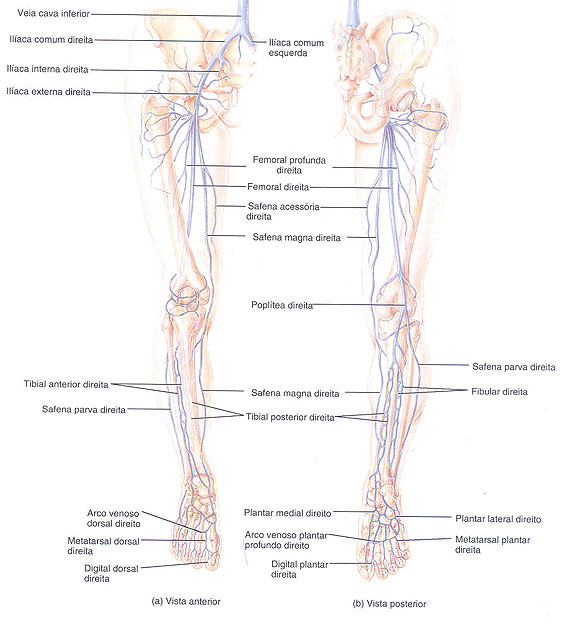 Veia cava inferior
Ilíaca comum direita
Ilíaca comum
esquerda
Ilíaca interna direita
Ilíaca externa direita
Femoral profunda
direita
Femoral direita
Safena acessória
direita
Safena magna direita
Poplítea direita
Safena parva direita
Tibial anterior direita
Safena magna direita
Fibular direita
Safena parva direita
Tibial posterior direita
Arco venoso
dorsal direito
Plantar medial direito
Plantar lateral direito
Metatarsal dorsal
direita
Arco venoso plantar
profundo direito
Metatarsal plantar
direita
Digital dorsal
direita
Digital plantar
direita
(a) Vista anterior
(b) Vista posterior